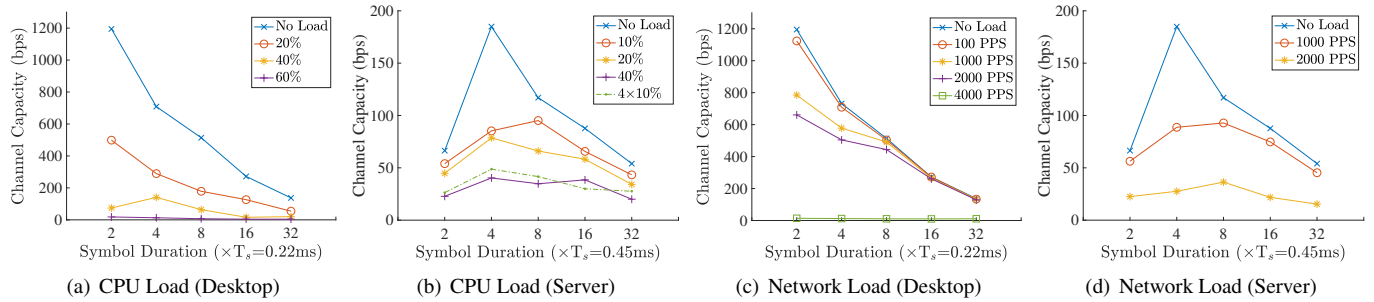 Channel Capacity (bps)
1200
1000
800
600
400
200
0
No Load
20%
40%
60%
2 4 8 16 32
Symbol Duration (×Ts=0.22ms)
(a) CPU Load (Desktop)
Channel Capacity (bps)
200
150
100
50
0
No Load
10%
20%
40%
4×10%
2 4 8 16 32
Symbol Duration (×Ts=0.45ms)
(b) CPU Load (Server)
Channel Capacity (bps)
1200
1000
800
600
400
200
0
No Load
100 PPS
1000 PPS
2000 PPS
4000 PPS
2 4 8 16 32
Symbol Duration (×Ts=0.22ms)
(c) Network Load (Desktop)
Channel Capacity (bps)
200
150
100
50
0
No Load
1000 PPS
2000 PPS
2 4 8 16 32
Symbol Duration (×Ts=0.45ms)
(d) Network Load (Server)